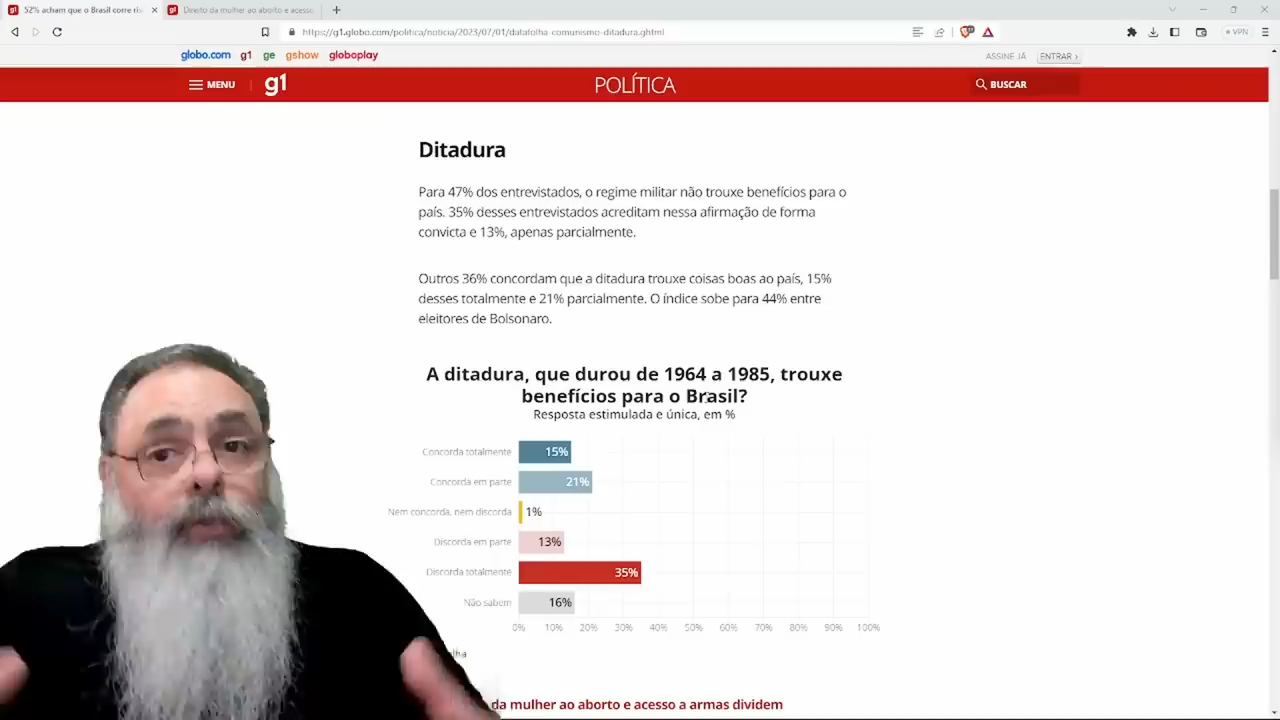 52% acham que o Brasil corre ris
Direito da mulher ao aborto e acesso
https://g1.globo.com/politica/noticia/2023/07/01/datafolha-comunismo-ditadura.ghtml
VPN
globo.com g1 ge gshow globoplay
ASSINE JÁ ENTRAR ›
MENU g1 POLÍTICA BUSCAR
Ditadura
Para 47% dos entrevistados, o regime militar não trouxe benefícios para o
país. 35% desses entrevistados acreditam nessa afirmação de forma
convicta e 13%, apenas parcialmente.
Outros 36% concordam que a ditadura trouxe coisas boas ao país, 15%
desses totalmente e 21% parcialmente. O índice sobe para 44% entre
eleitores de Bolsonaro.
A ditadura, que durou de 1964 a 1985, trouxe
benefícios para o Brasil?
Resposta estimulada e única, em %
Concorda totalmente 15%
Concorda em parte 21%
Nem concorda, nem discorda 1%
Discorda em parte 13%
Discorda totalmente 35%
Não sabem 16%
0% 10% 20% 30% 40% 50% 60% 70% 80% 90% 100%
lha
da mulher ao aborto e acesso a armas dividem